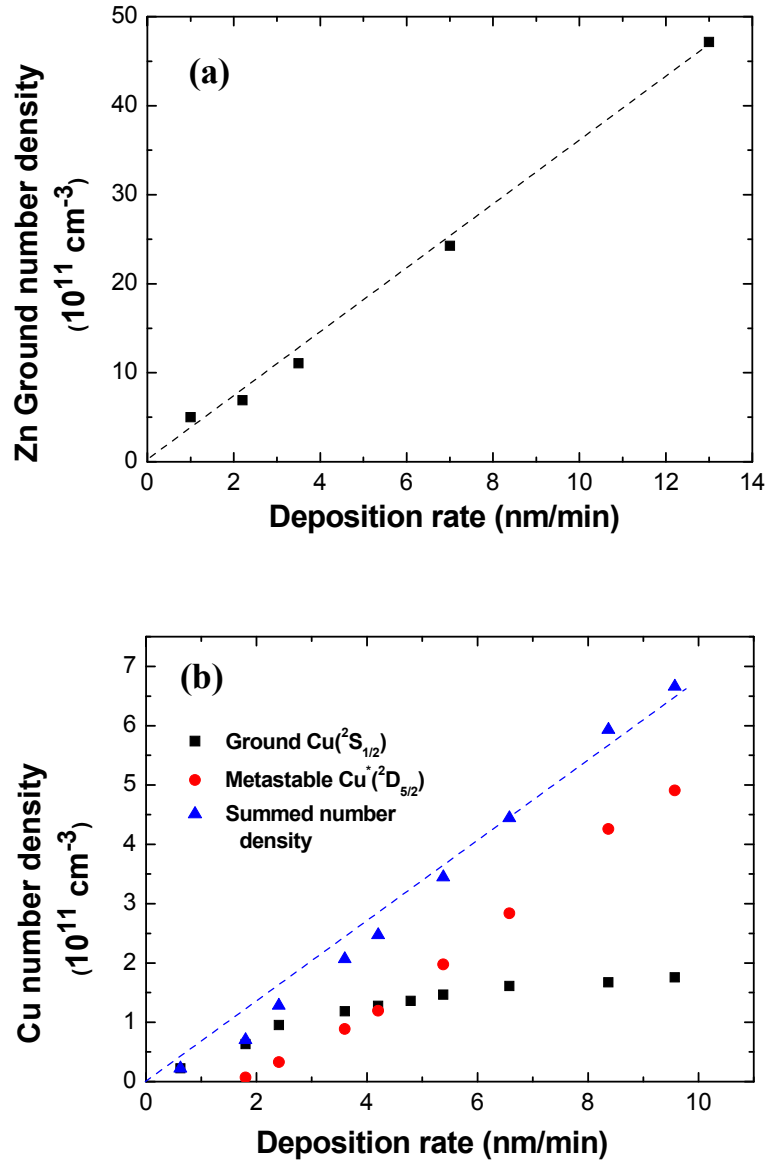 (a)
Zn Ground number density
(10¹¹ cm⁻³)
50
40
30
20
10
0
0 2 4 6 8 10 12 14
Deposition rate (nm/min)
(b)
Cu number density
(10¹¹ cm⁻³)
7
6
5
4
3
2
1
0
Ground Cu(²S₁/₂)
Metastable Cu*(²D₅/₂)
Summed number
density
0 2 4 6 8 10
Deposition rate (nm/min)